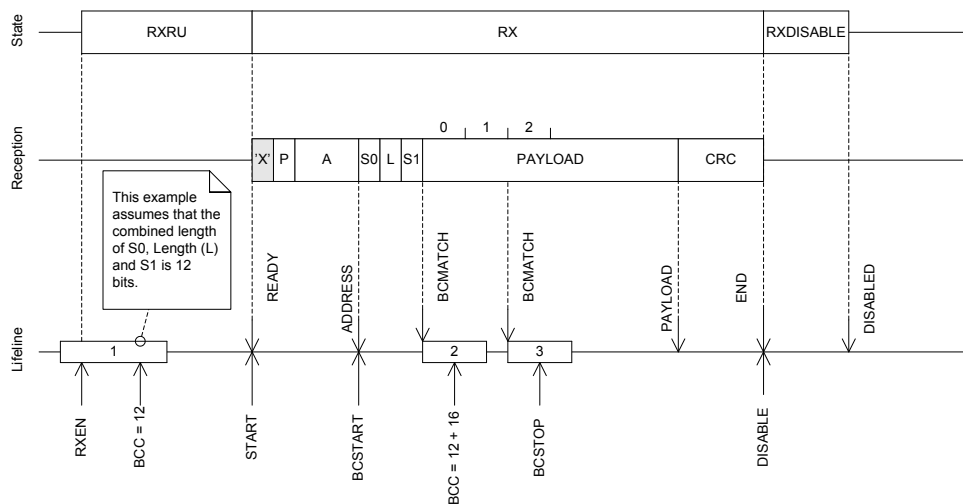 State
RXRU
RX
RXDISABLE
Reception
0
1
2
'X'
P
A
S0
L
S1
PAYLOAD
CRC
This example
assumes that the
combined length
of S0, Length (L)
and S1 is 12
bits.
READY
ADDRESS
BCMATCH
BCMATCH
PAYLOAD
END
DISABLED
Lifeline
1
2
3
RXEN
BCC = 12
START
BCSTART
BCC = 12 + 16
BCSTOP
DISABLE